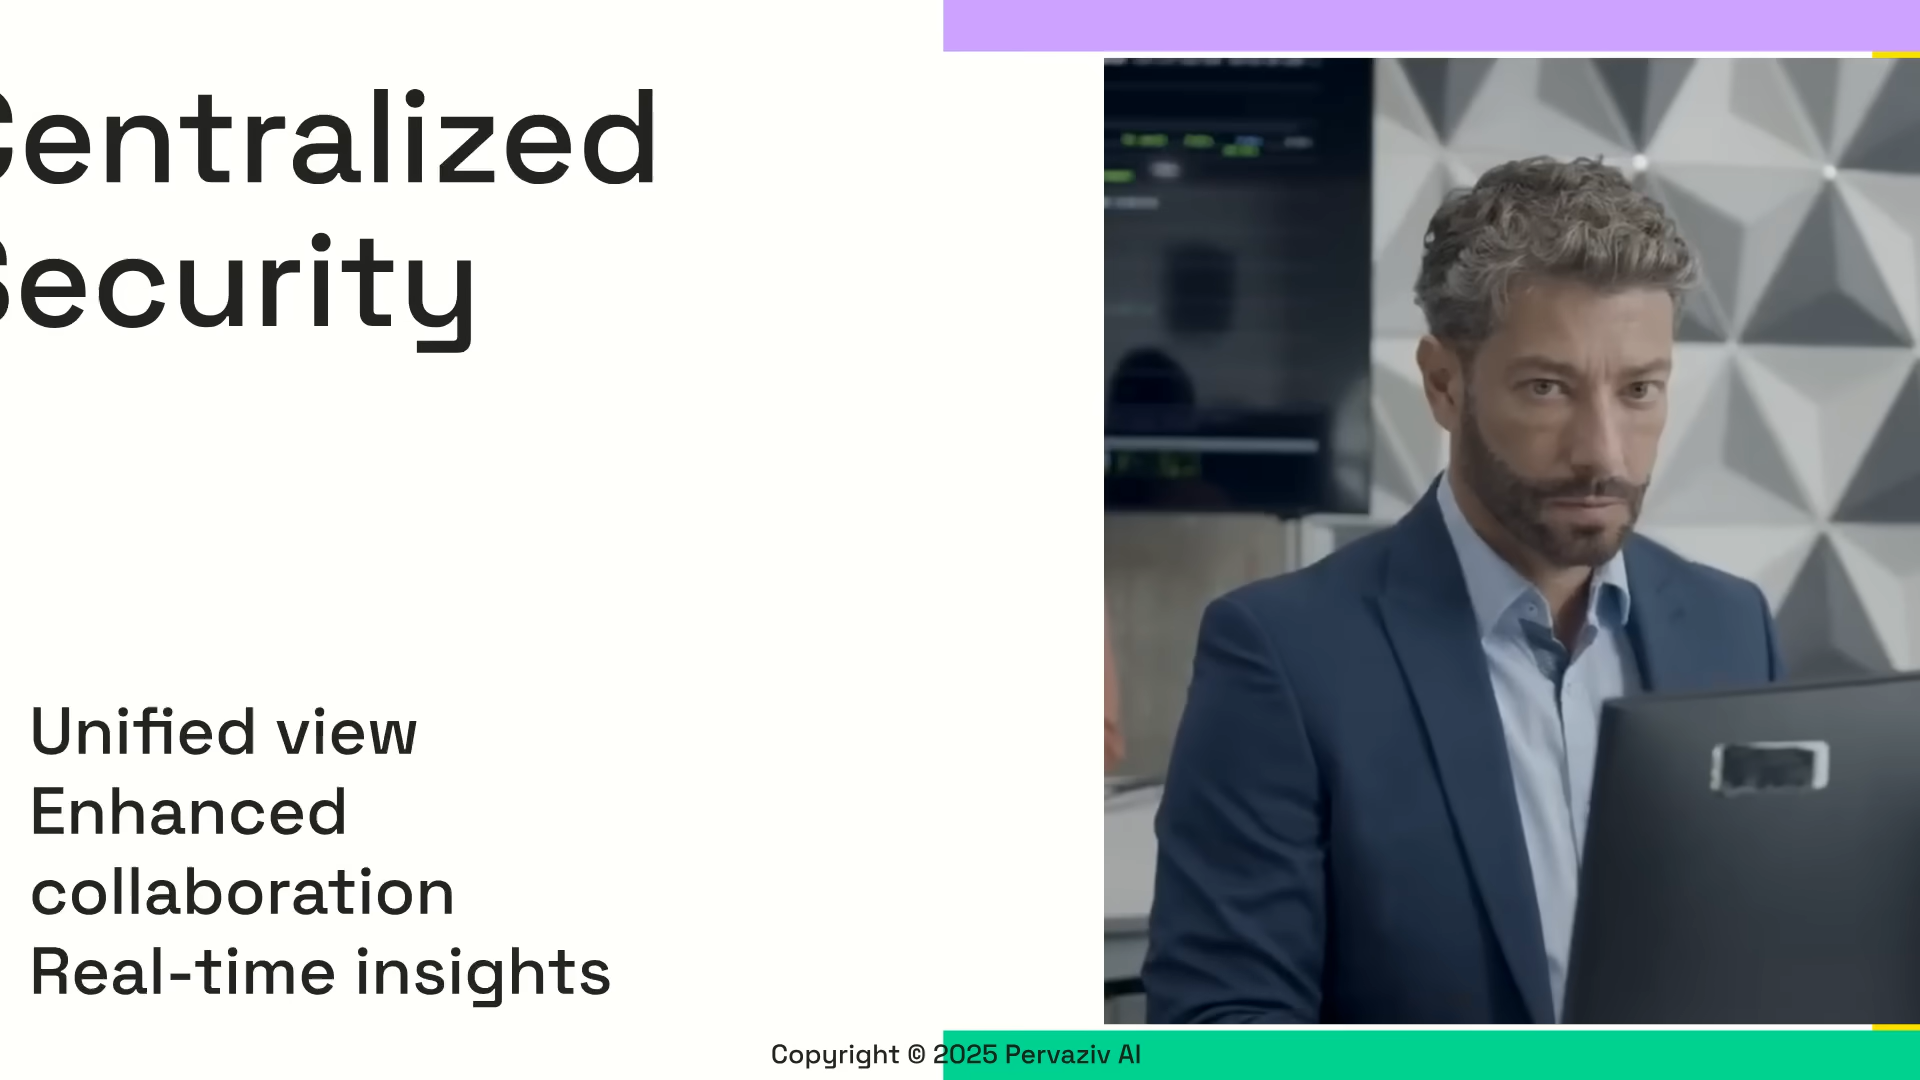 Centralized
Security
Unified view
Enhanced
collaboration
Real-time insights
Copyright © 2025 Pervaziv AI